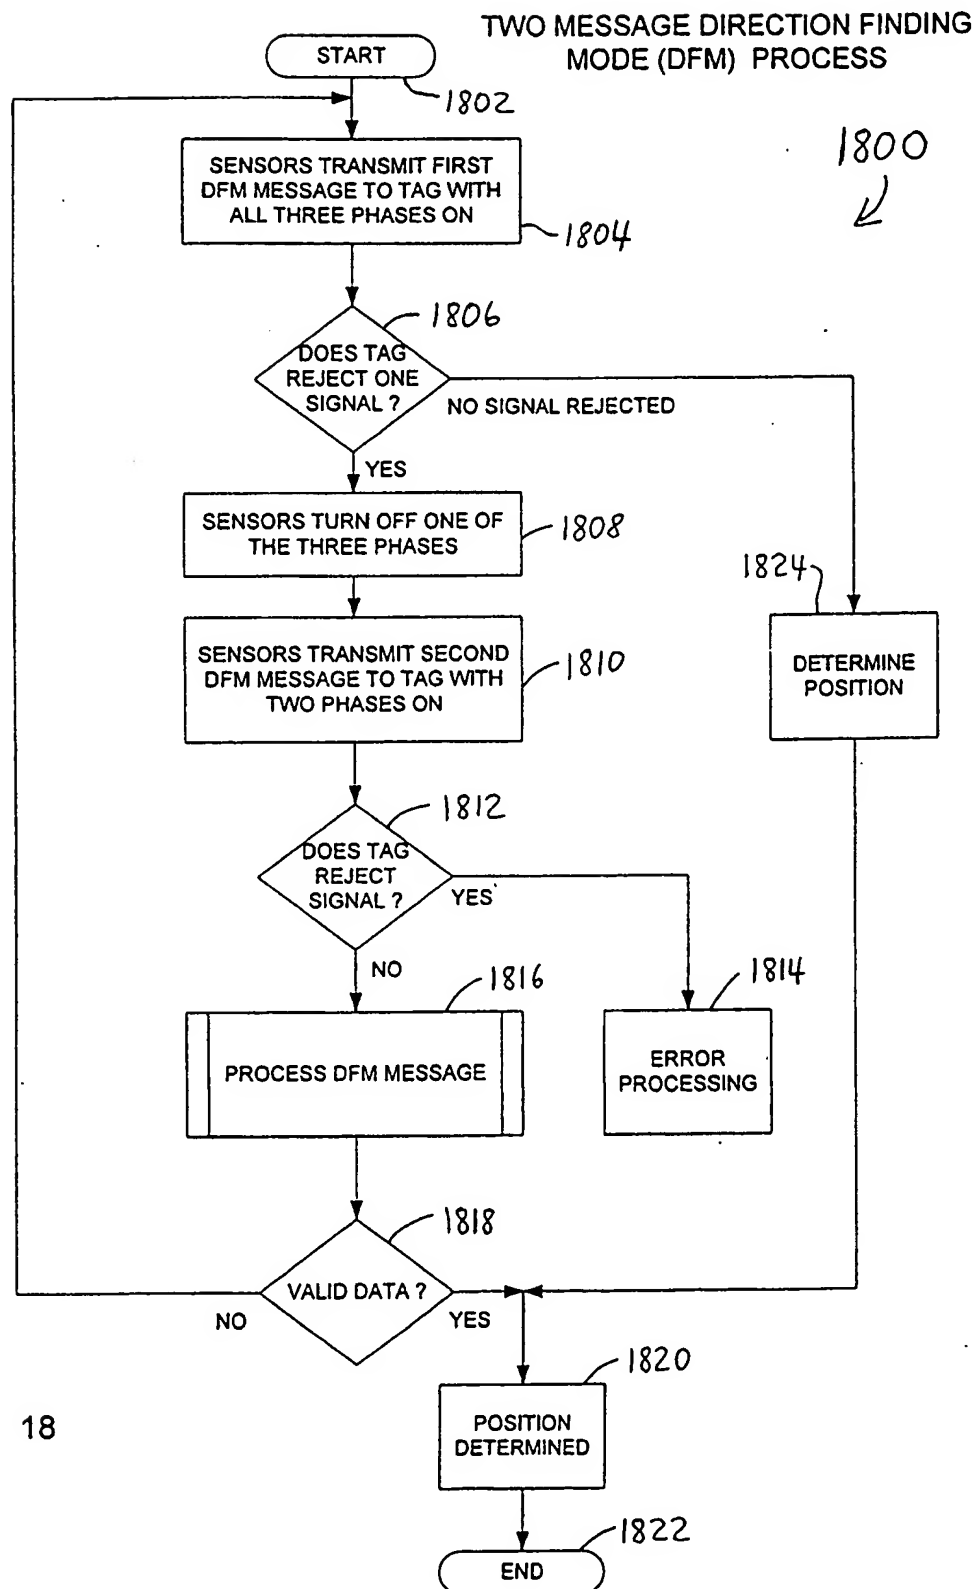 TWO MESSAGE DIRECTION FINDING
MODE (DFM) PROCESS
START
1802
1800
SENSORS TRANSMIT FIRST
DFM MESSAGE TO TAG WITH
ALL THREE PHASES ON
1804
1806
DOES TAG
REJECT ONE
SIGNAL ?
NO SIGNAL REJECTED
YES
SENSORS TURN OFF ONE OF
THE THREE PHASES
1808
1824
DETERMINE
POSITION
SENSORS TRANSMIT SECOND
DFM MESSAGE TO TAG WITH
TWO PHASES ON
1810
1812
DOES TAG
REJECT
SIGNAL ?
YES
NO
1816
1814
PROCESS DFM MESSAGE
ERROR
PROCESSING
1818
VALID DATA ?
NO
YES
1820
18
POSITION
DETERMINED
1822
END